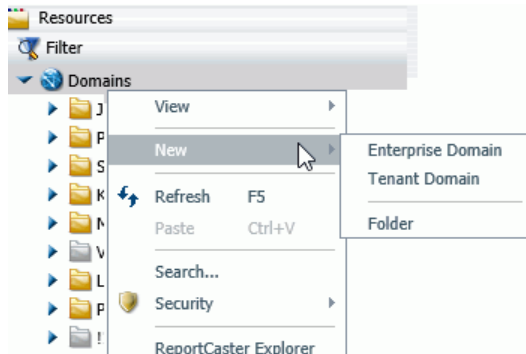 Resources
Filter
Domains
J
P
S
K
N
V
L
P
!
View
New
Refresh F5
Paste Ctrl+V
Search...
Security
ReportCaster Explorer
Enterprise Domain
Tenant Domain
Folder